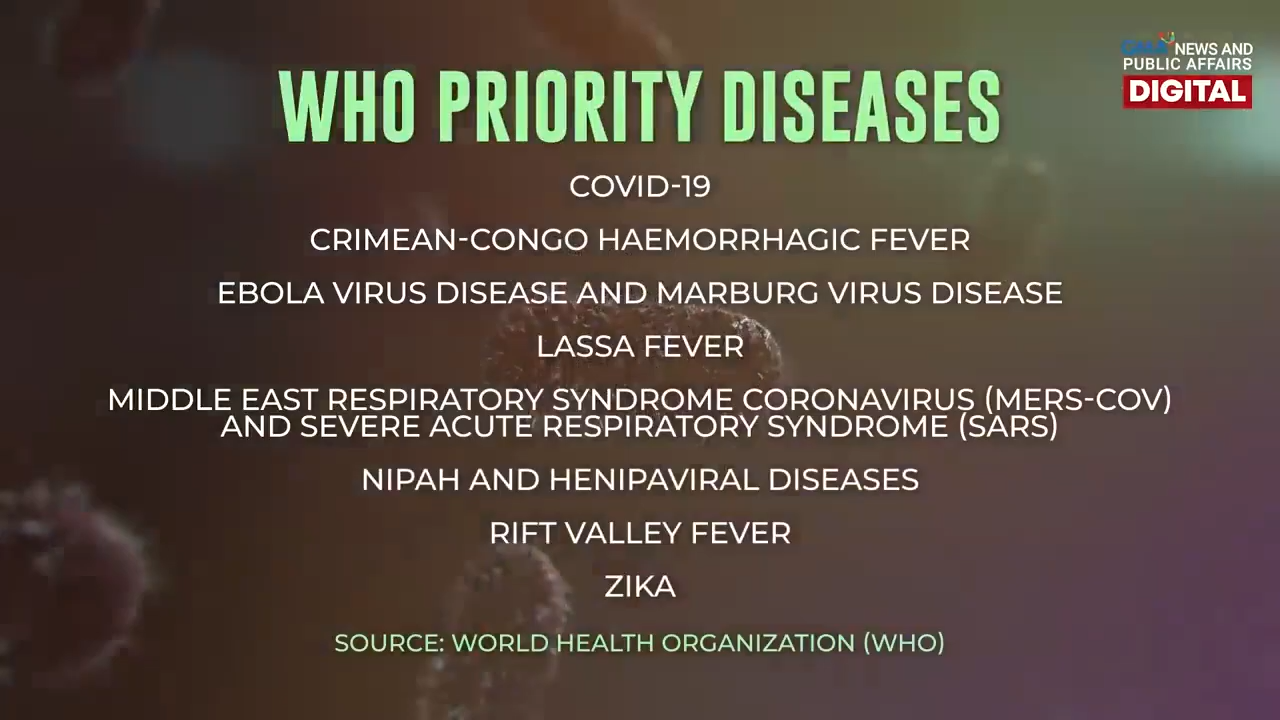 GMA NEWS AND
PUBLIC AFFAIRS
DIGITAL
WHO PRIORITY DISEASES
COVID-19
CRIMEAN-CONGO HAEMORRHAGIC FEVER
EBOLA VIRUS DISEASE AND MARBURG VIRUS DISEASE
LASSA FEVER
MIDDLE EAST RESPIRATORY SYNDROME CORONAVIRUS (MERS-COV)
AND SEVERE ACUTE RESPIRATORY SYNDROME (SARS)
NIPAH AND HENIPAVIRAL DISEASES
RIFT VALLEY FEVER
ZIKA
SOURCE: WORLD HEALTH ORGANIZATION (WHO)